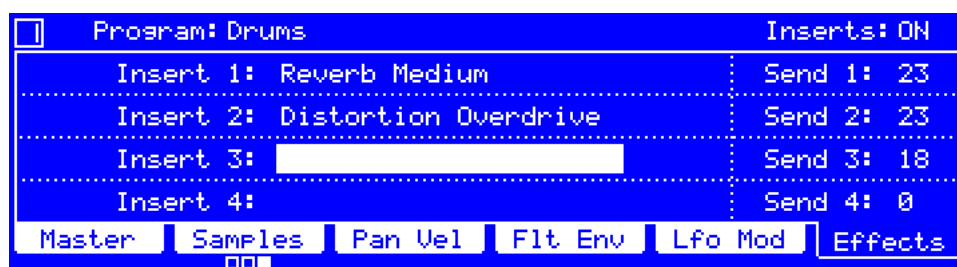 Program: Drums Inserts: ON
Insert 1: Reverb Medium Send 1: 23
Insert 2: Distortion Overdrive Send 2: 23
Insert 3: Send 3: 18
Insert 4: Send 4: 0
Master Samples Pan Vel Flt Env Lfo Mod Effects